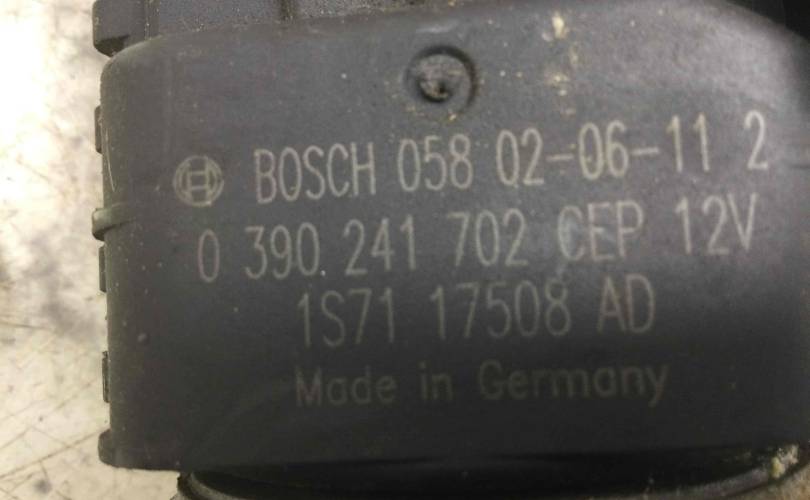 BOSCH 058 02-06-11 2
0 390 241 702 CEP 12V
1S71 17508 AD
Made in Germany